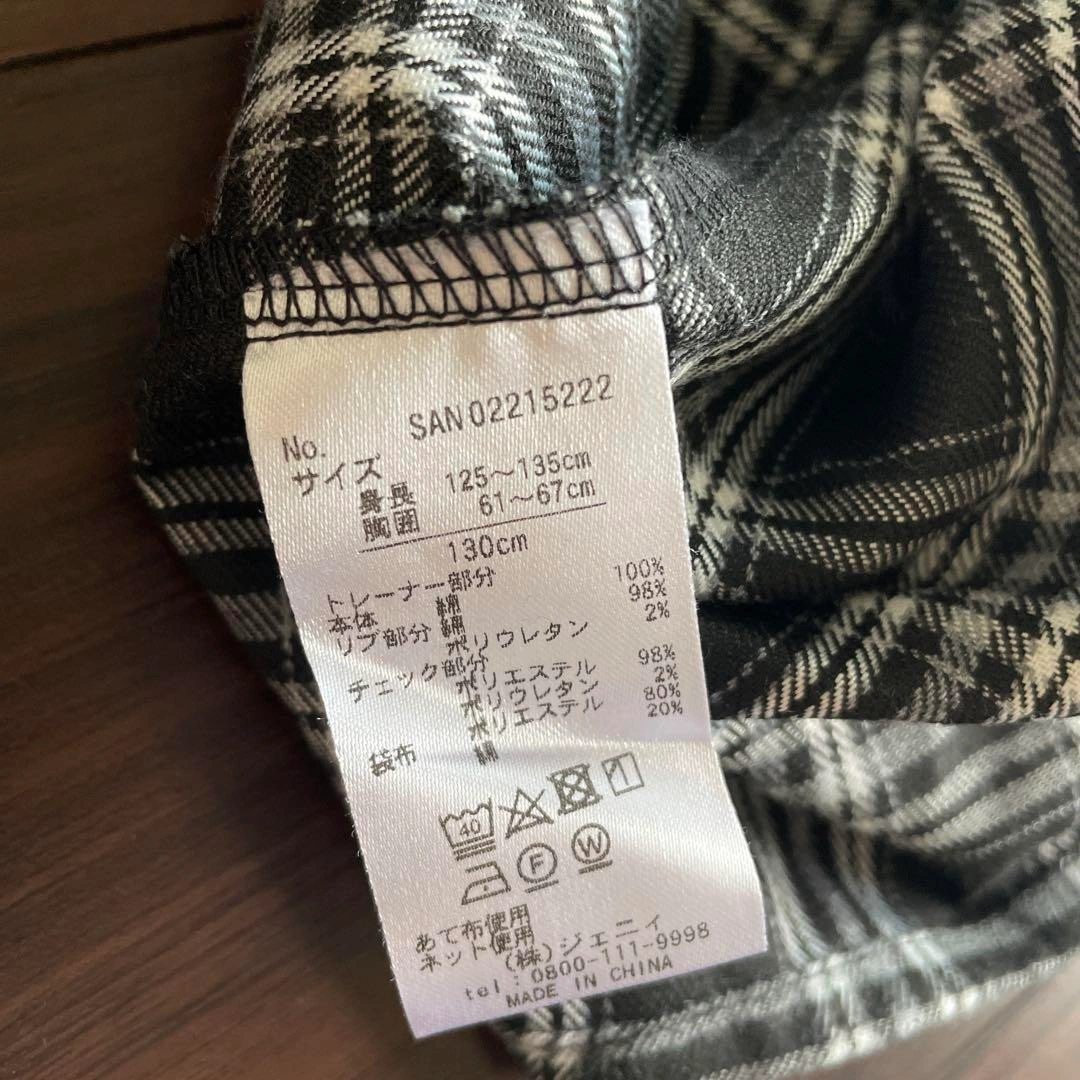 No. SAN 02215222
サイズ
身長 125～135cm
胸囲 61～67cm
130cm
トレーナー部分
本体 綿 100%
リブ部分 綿 98%
ポリウレタン 2%
チェック部分
ポリエステル 98%
ポリウレタン 2%
袋布 ポリエステル 80%
綿 20%
40
F W
あて布使用
ネット使用
(株)ジェニィ
tel:0800-111-9998
MADE IN CHINA